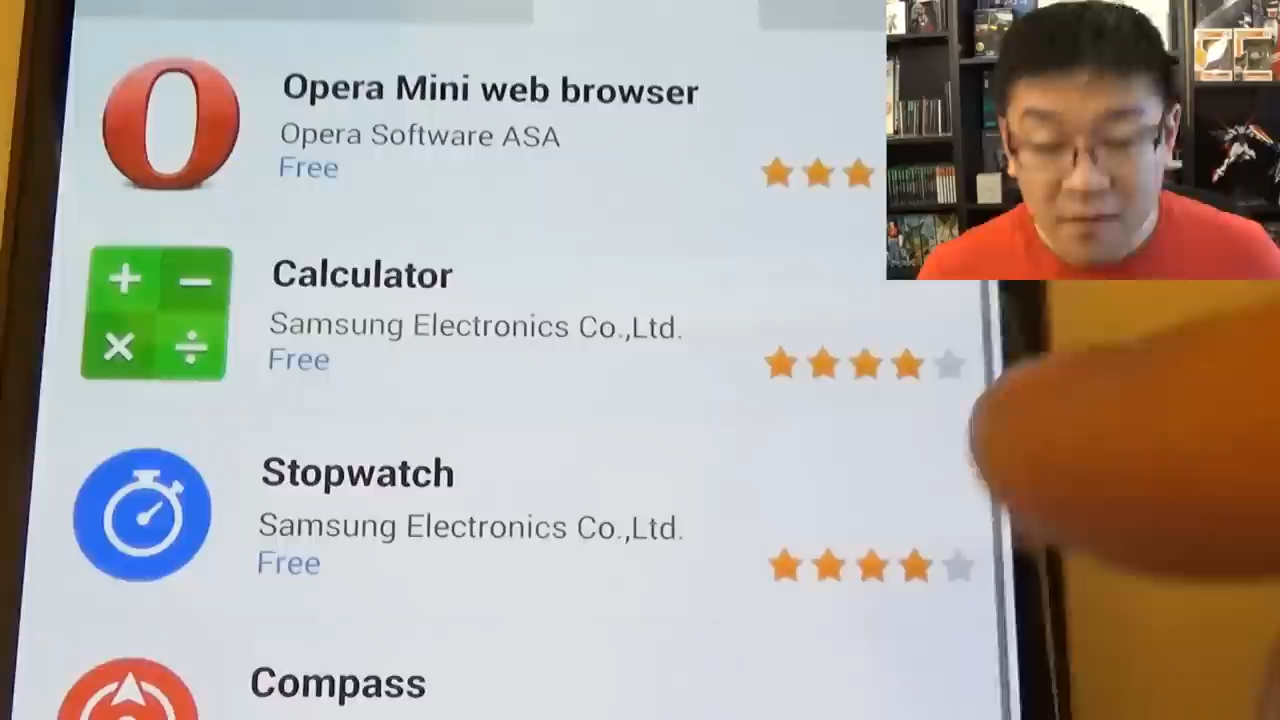 Opera Mini web browser
Opera Software ASA
Free
Calculator
Samsung Electronics Co.,Ltd.
Free
Stopwatch
Samsung Electronics Co.,Ltd.
Free
Compass